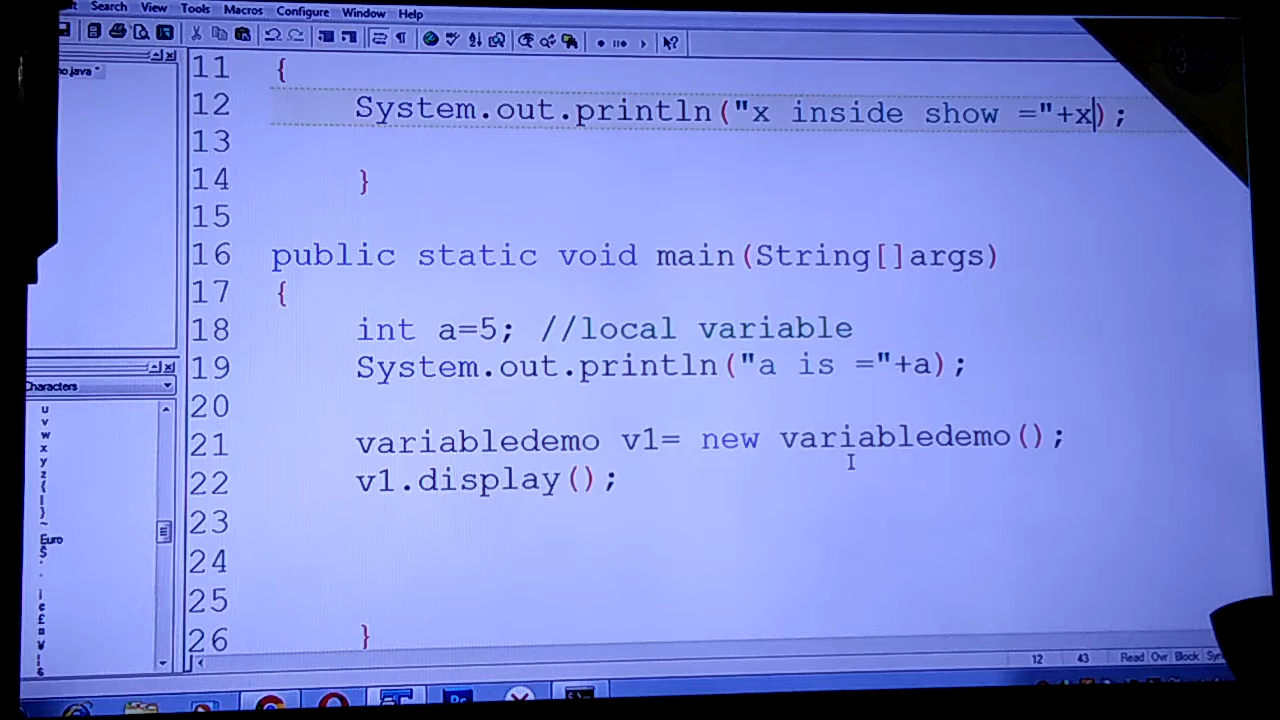 Search View Tools Macros Configure Window Help
11 {
12 System.out.println("x inside show ="+x);
13
14 }
15
16 public static void main(String[]args)
17 {
18 int a=5; //local variable
19 System.out.println("a is ="+a);
20
21 variabledemo v1= new variabledemo();
22 v1.display();
23
24
25
26 }
Characters
u
v
w
x
y
z
{
|
}
~
Euro
12 43 Read Ovr Block